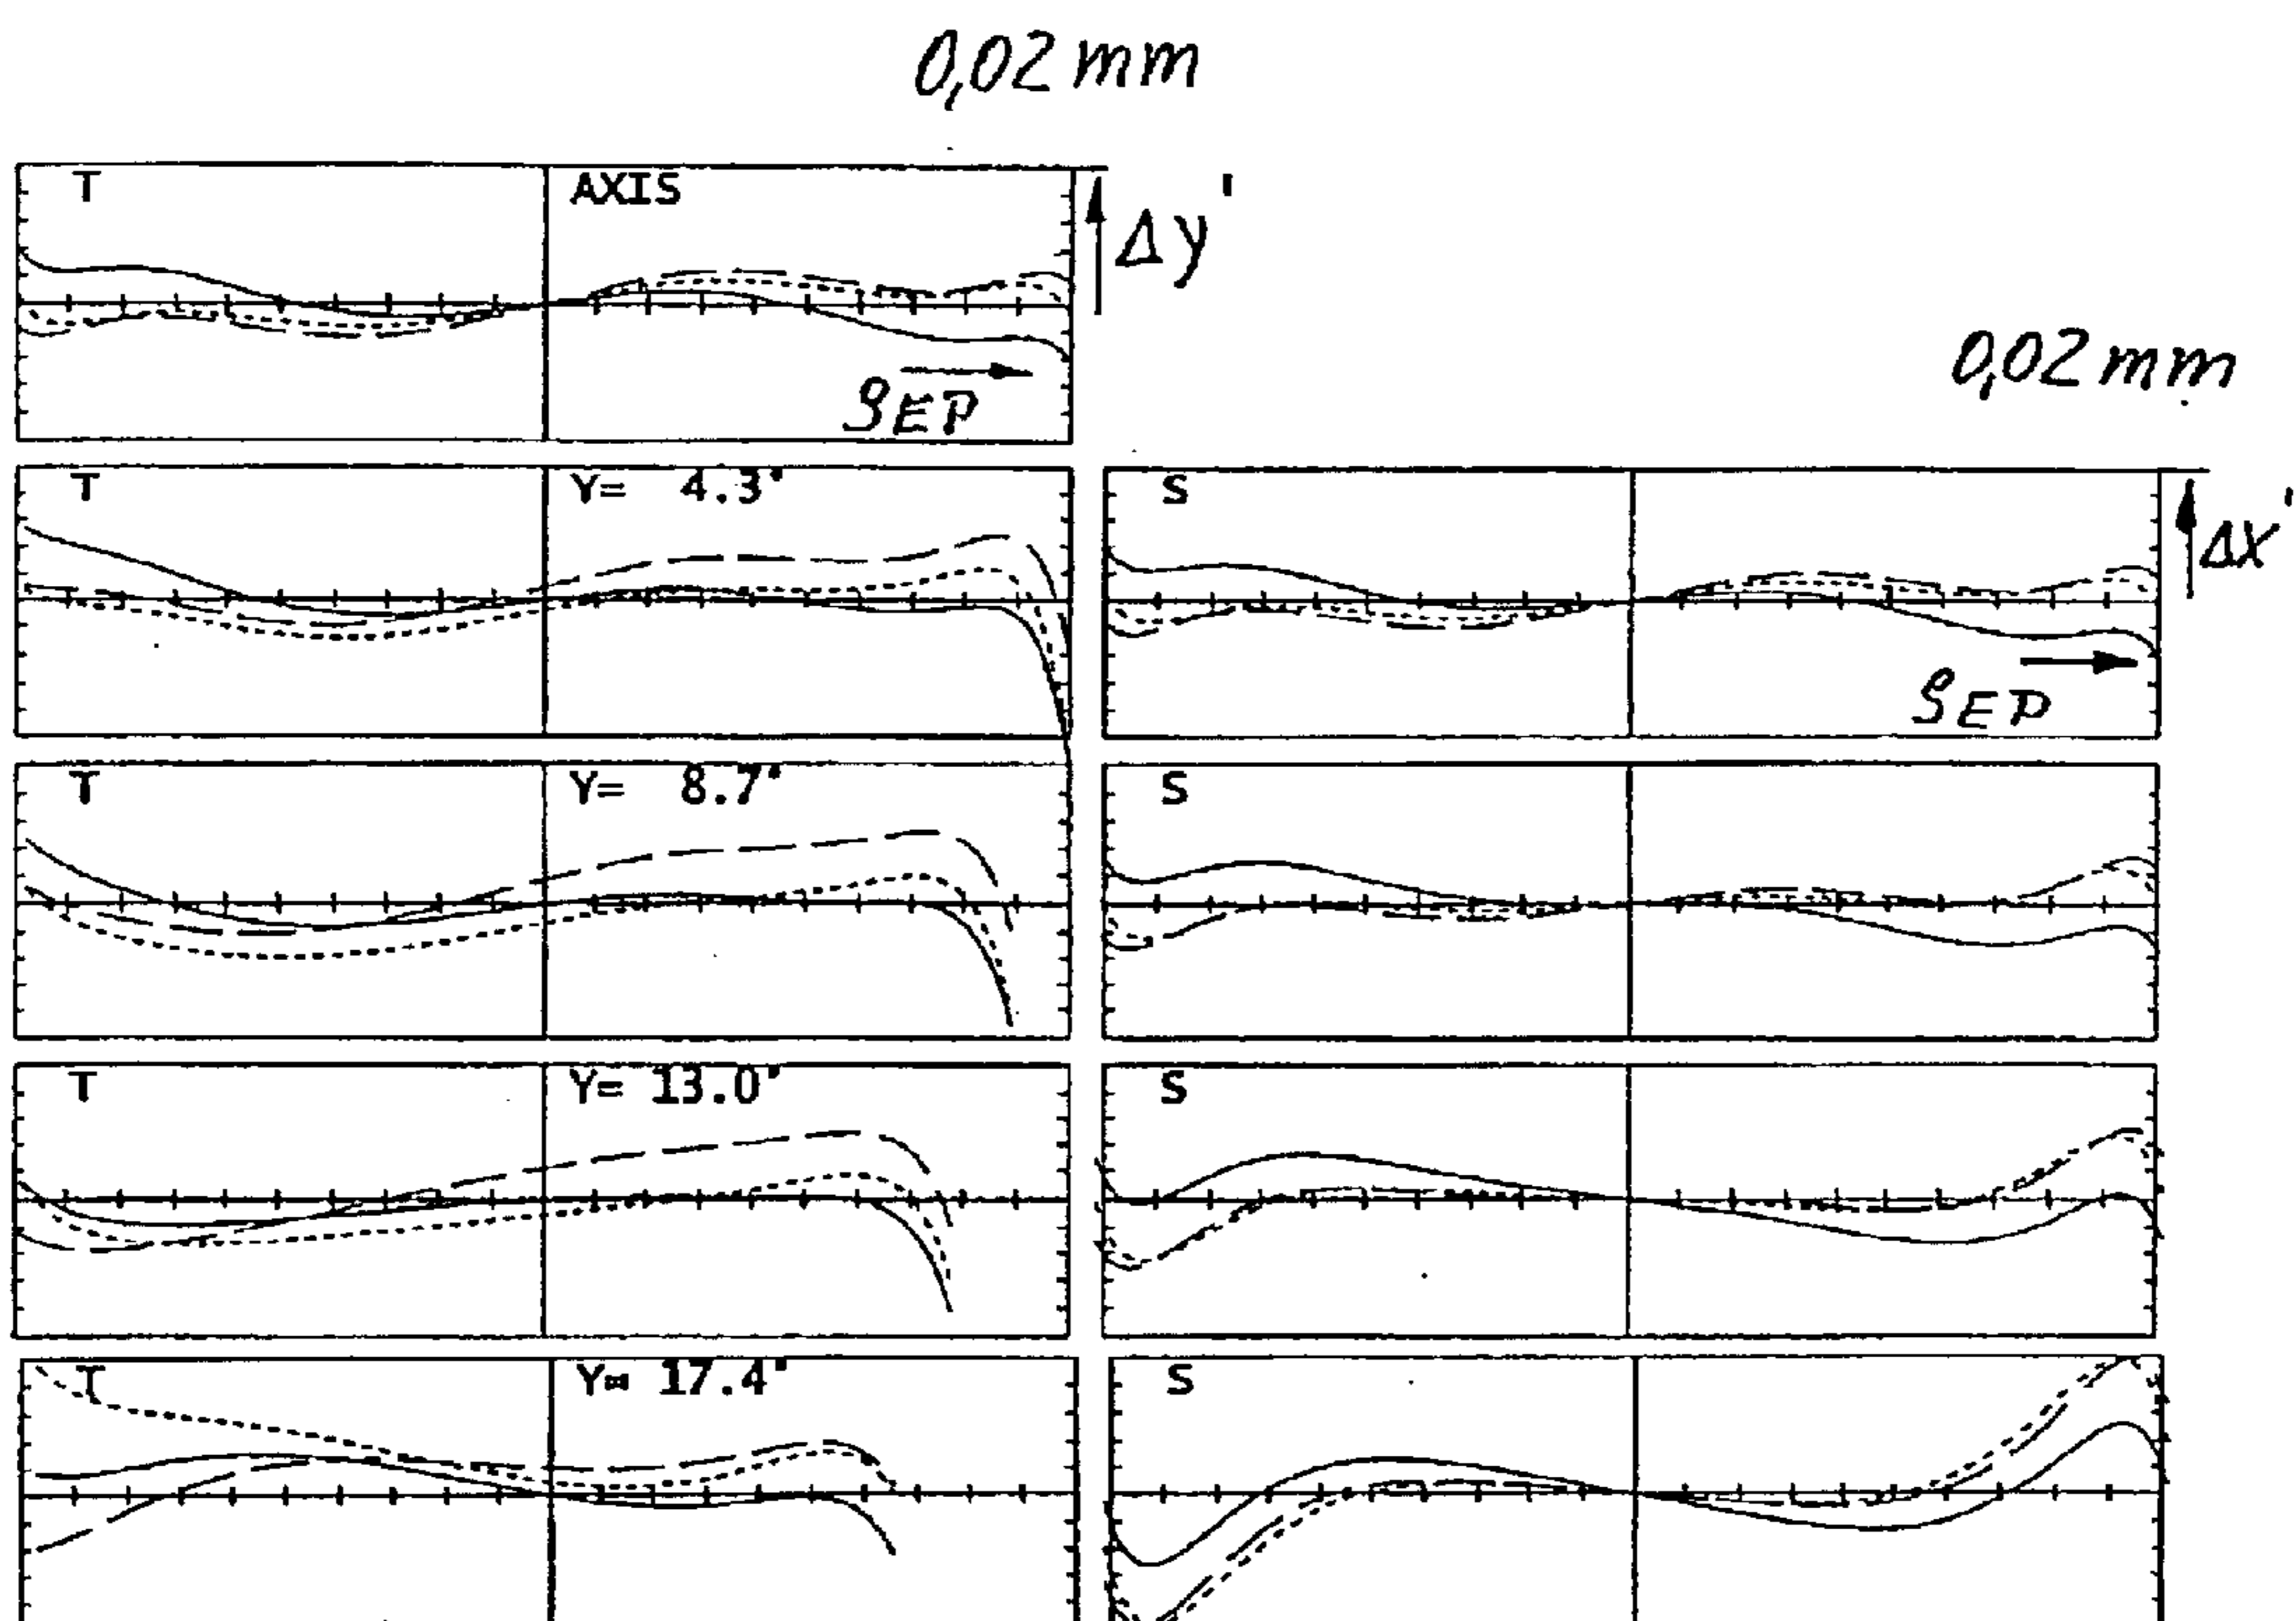 0,02 mm
T AXIS Δy'
ρEP
0,02 mm
T Y= 4.3° S Δx'
ρEP
T Y= 8.7° S
T Y= 13.0° S
T Y= 17.4° S